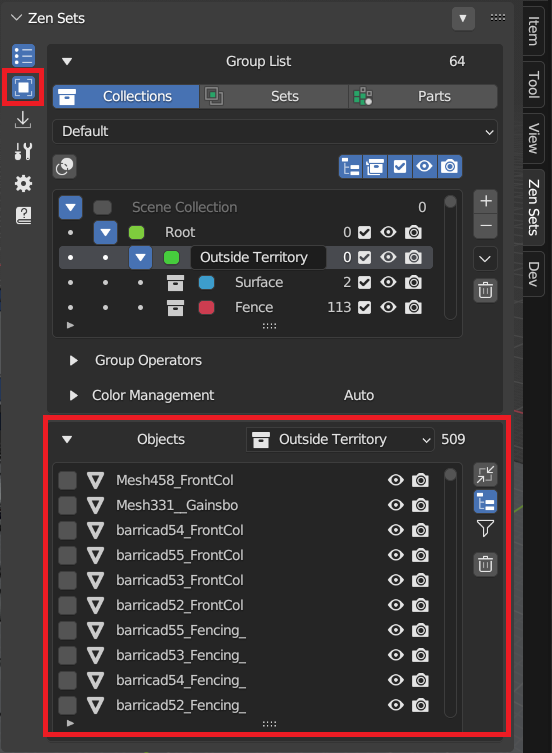 Zen Sets
Group List 64
Collections Sets Parts
Default
Scene Collection 0
Root 0
Outside Territory 0
Surface 2
Fence 113
Group Operators
Color Management Auto
Objects Outside Territory 509
Mesh458_FrontCol
Mesh331__Gainsbo
barricad54_FrontCol
barricad55_FrontCol
barricad53_FrontCol
barricad52_FrontCol
barricad55_Fencing_
barricad53_Fencing_
barricad54_Fencing_
barricad52_Fencing_
Item
Tool
View
Zen Sets
Dev